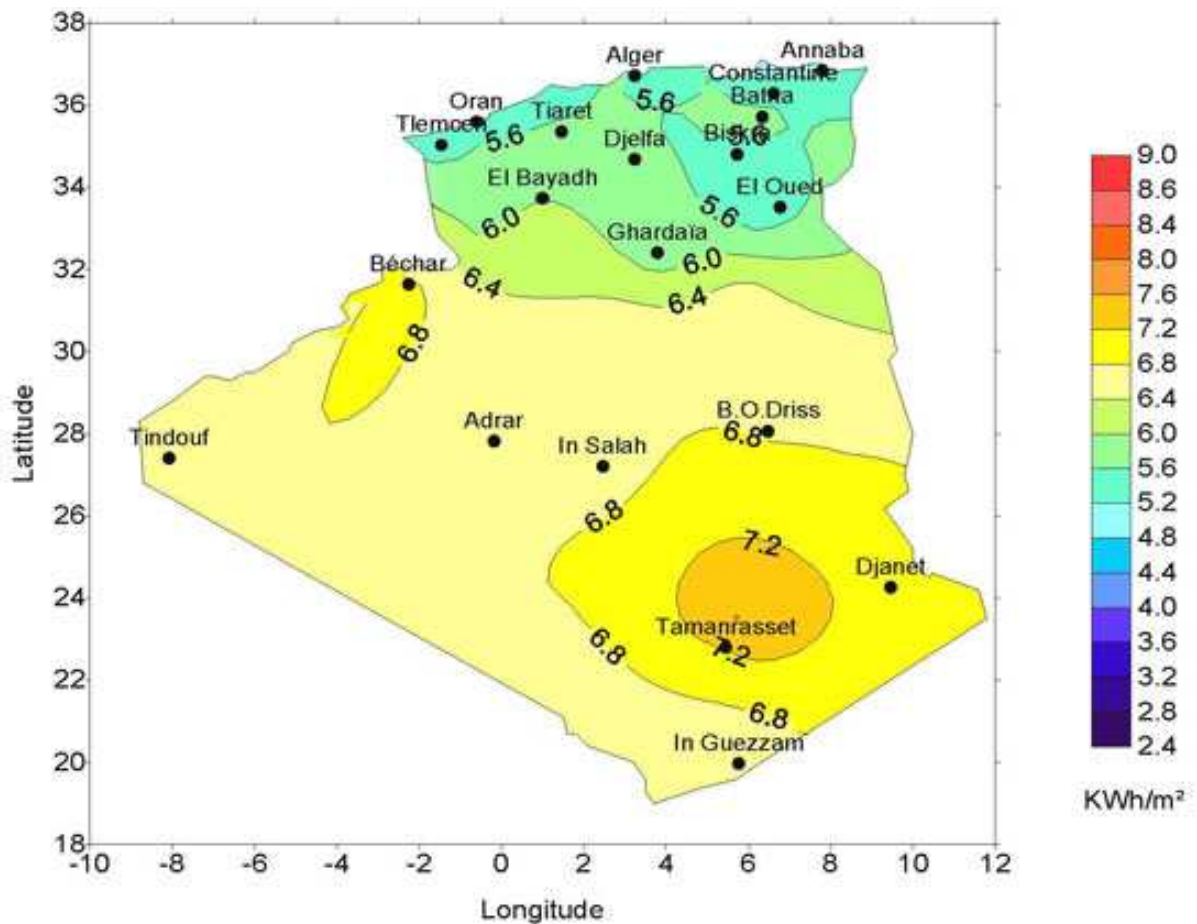 38
36
34
32
30
28
26
24
22
20
18
Latitude
-10 -8 -6 -4 -2 0 2 4 6 8 10 12
Longitude
Annaba
Alger
Constantine
Batna
Oran
5.6
Tiaret
Tlemcen
5.6
Djelfa
Biskra
5.6
El Bayadh
El Oued
5.6
6.0
Ghardaïa
6.0
Béchar
6.4
6.4
6.8
B.O.Driss
Adrar
6.8
Tindouf
In Salah
6.8
7.2
Djanet
Tamanrasset
7.2
6.8
6.8
In Guezzam
9.0
8.6
8.4
8.0
7.6
7.2
6.8
6.4
6.0
5.6
5.2
4.8
4.4
4.0
3.6
3.2
2.8
2.4
KWh/m²